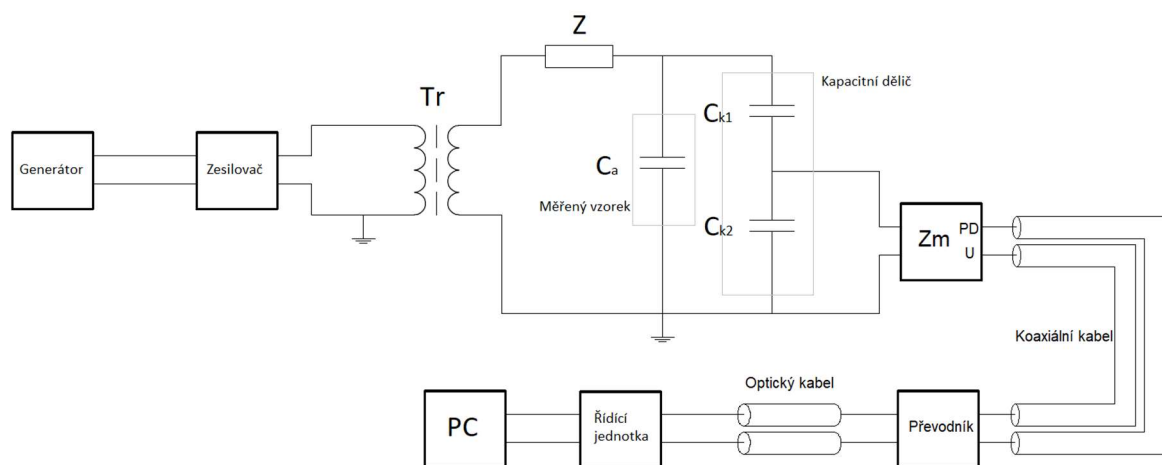 Z
Kapacitní dělič
Tr
Ck1
Generátor
Zesilovač
Ca
Měřený vzorek
Ck2
Zm
PD
U
Koaxiální kabel
Optický kabel
PC
Řídící
jednotka
Převodník